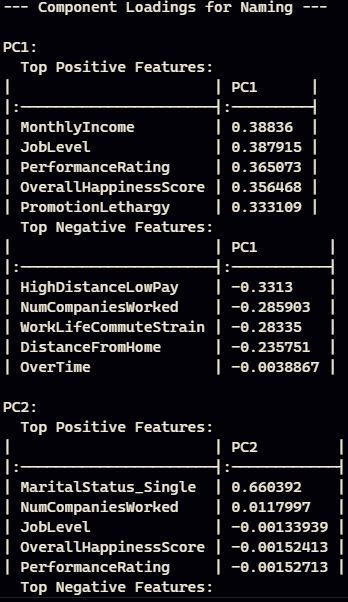 --- Component Loadings for Naming ---
PC1:
Top Positive Features:
| | PC1 |
|:-----------------------|:---------|
| MonthlyIncome | 0.38836 |
| JobLevel | 0.387915 |
| PerformanceRating | 0.365073 |
| OverallHappinessScore | 0.356468 |
| PromotionLethargy | 0.333109 |
Top Negative Features:
| | PC1 |
|:-----------------------|:-----------|
| HighDistanceLowPay | -0.3313 |
| NumCompaniesWorked | -0.285903 |
| WorkLifeCommuteStrain | -0.28335 |
| DistanceFromHome | -0.235751 |
| OverTime | -0.0038867 |
PC2:
Top Positive Features:
| | PC2 |
|:-----------------------|:------------|
| MaritalStatus_Single | 0.660392 |
| NumCompaniesWorked | 0.0117997 |
| JobLevel | -0.00133939 |
| OverallHappinessScore | -0.00152413 |
| PerformanceRating | -0.00152713 |
Top Negative Features: